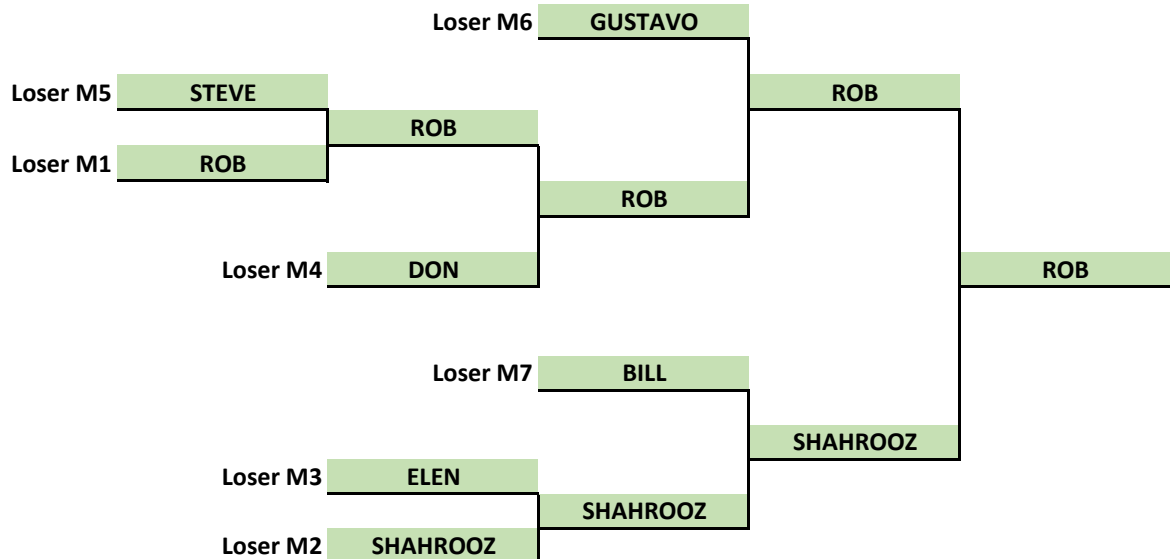 Loser M6 GUSTAVO
Loser M5 STEVE ROB
ROB
Loser M1 ROB
ROB
Loser M4 DON ROB
Loser M7 BILL
SHAHROOZ
Loser M3 ELEN
SHAHROOZ
Loser M2 SHAHROOZ